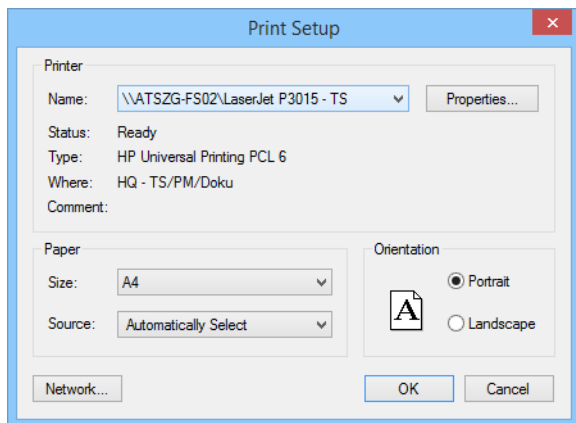 Print Setup
Printer
Name: \\ATSZG-FS02\LaserJet P3015 - TS Properties...
Status: Ready
Type: HP Universal Printing PCL 6
Where: HQ - TS/PM/Doku
Comment:
Paper
Size: A4
Source: Automatically Select
Orientation
A
Portrait
Landscape
Network... OK Cancel